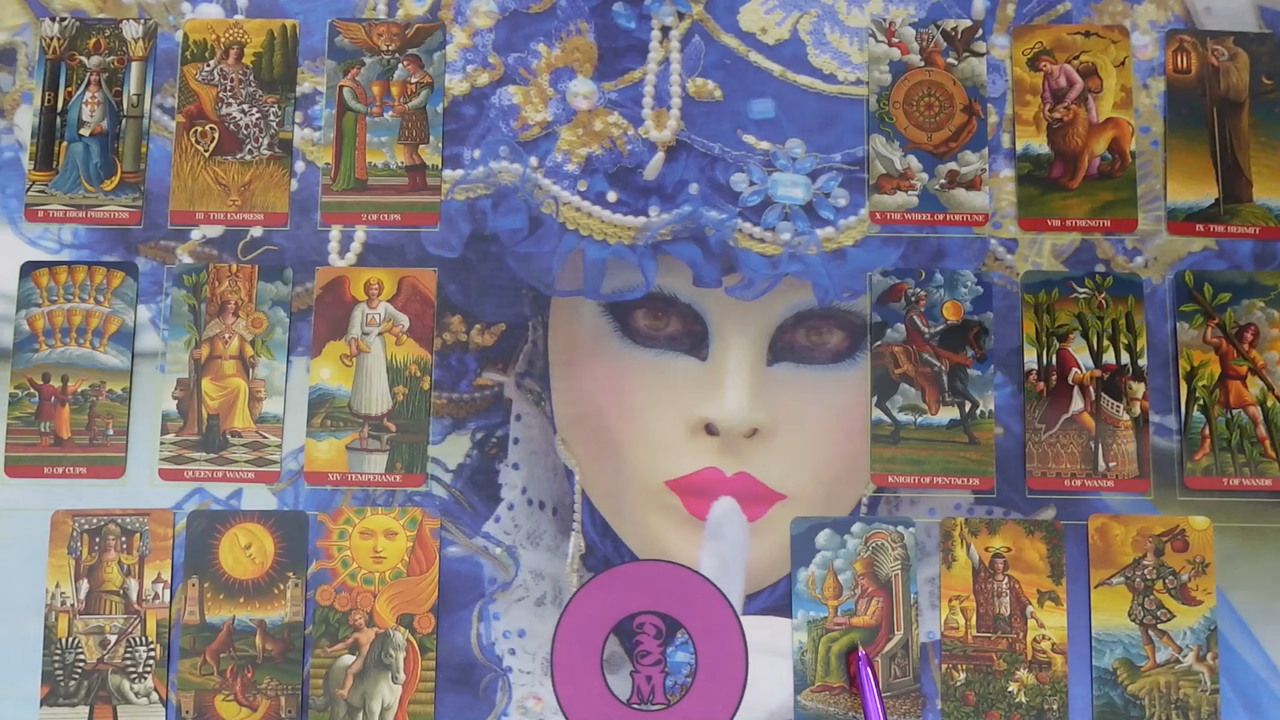 B
J
II - THE HIGH PRIESTESS
III - THE EMPRESS
2 OF CUPS
X - THE WHEEL OF FORTUNE
VIII - STRENGTH
IX - THE HERMIT
10 OF CUPS
QUEEN OF WANDS
XIV - TEMPERANCE
KNIGHT OF PENTACLES
6 OF WANDS
7 OF WANDS
M